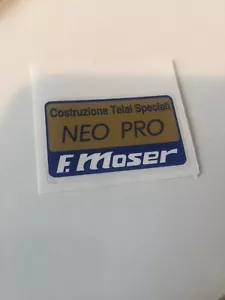 Costruzione Telai Speciali
NEO PRO
F. Moser